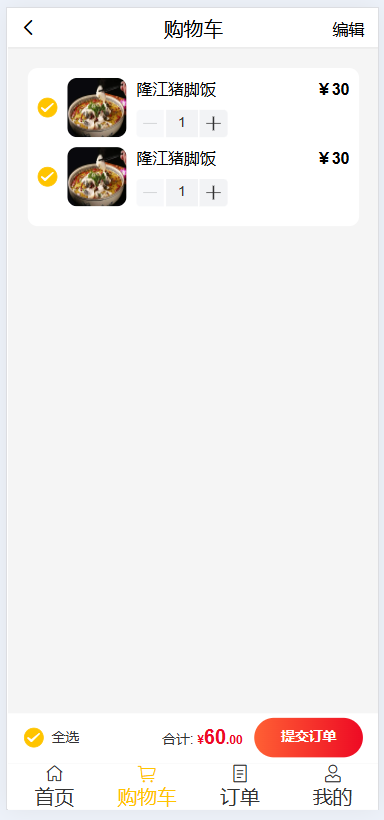 购物车
编辑
隆江猪脚饭 ¥30
1
隆江猪脚饭 ¥30
1
全选 合计: ¥60.00 提交订单
首页 购物车 订单 我的